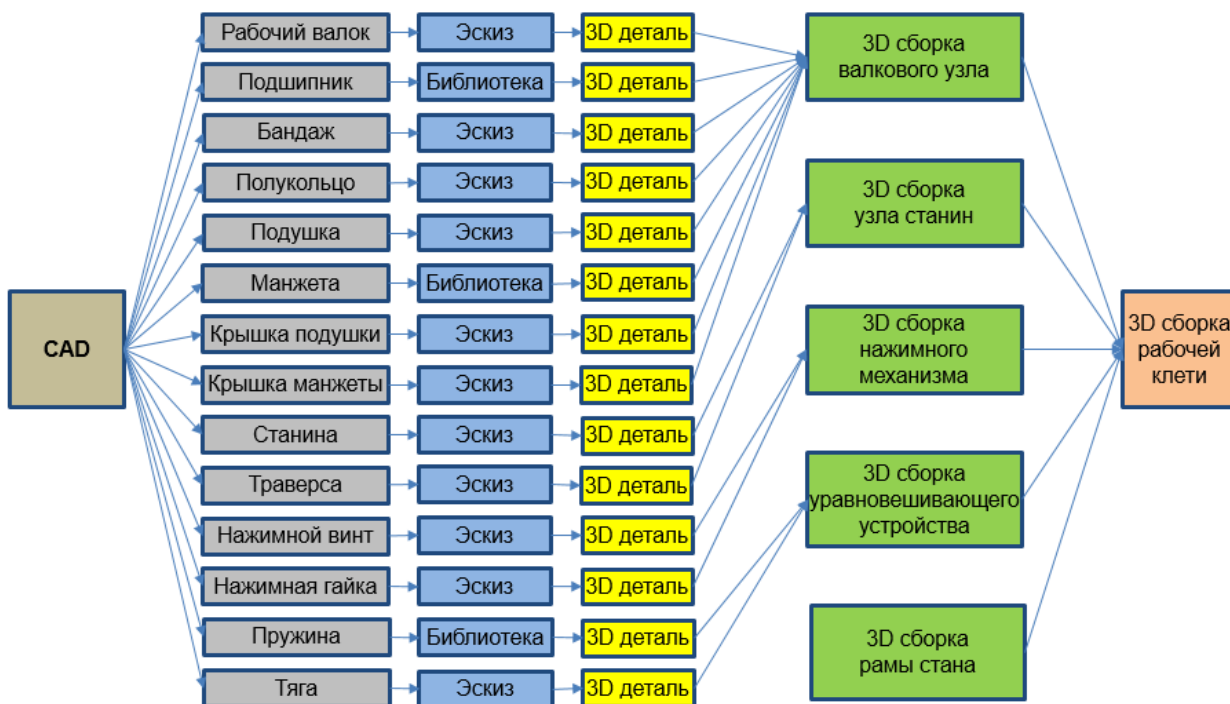 CAD
Рабочий валок
Эскиз
3D деталь
Подшипник
Библиотека
3D деталь
Бандаж
Эскиз
3D деталь
Полукольцо
Эскиз
3D деталь
Подушка
Эскиз
3D деталь
Манжета
Библиотека
3D деталь
Крышка подушки
Эскиз
3D деталь
Крышка манжеты
Эскиз
3D деталь
Станина
Эскиз
3D деталь
Траверса
Эскиз
3D деталь
Нажимной винт
Эскиз
3D деталь
Нажимная гайка
Эскиз
3D деталь
Пружина
Библиотека
3D деталь
Тяга
Эскиз
3D деталь
3D сборка
валкового узла
3D сборка
узла станин
3D сборка
нажимного
механизма
3D сборка
уравновешивающего
устройства
3D сборка
рамы стана
3D сборка
рабочей
клети